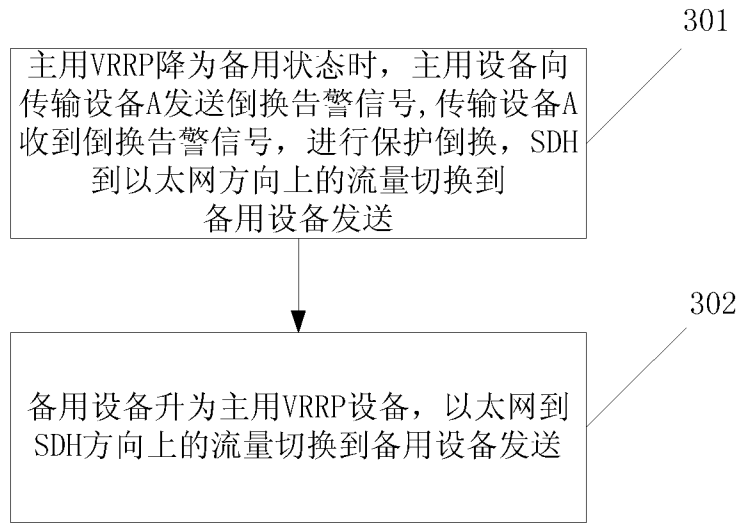 301
主用VRRP降为备用状态时，主用设备向
传输设备A发送倒换告警信号,传输设备A
收到倒换告警信号，进行保护倒换，SDH
到以太网方向上的流量切换到
备用设备发送
302
备用设备升为主用VRRP设备，以太网到
SDH方向上的流量切换到备用设备发送